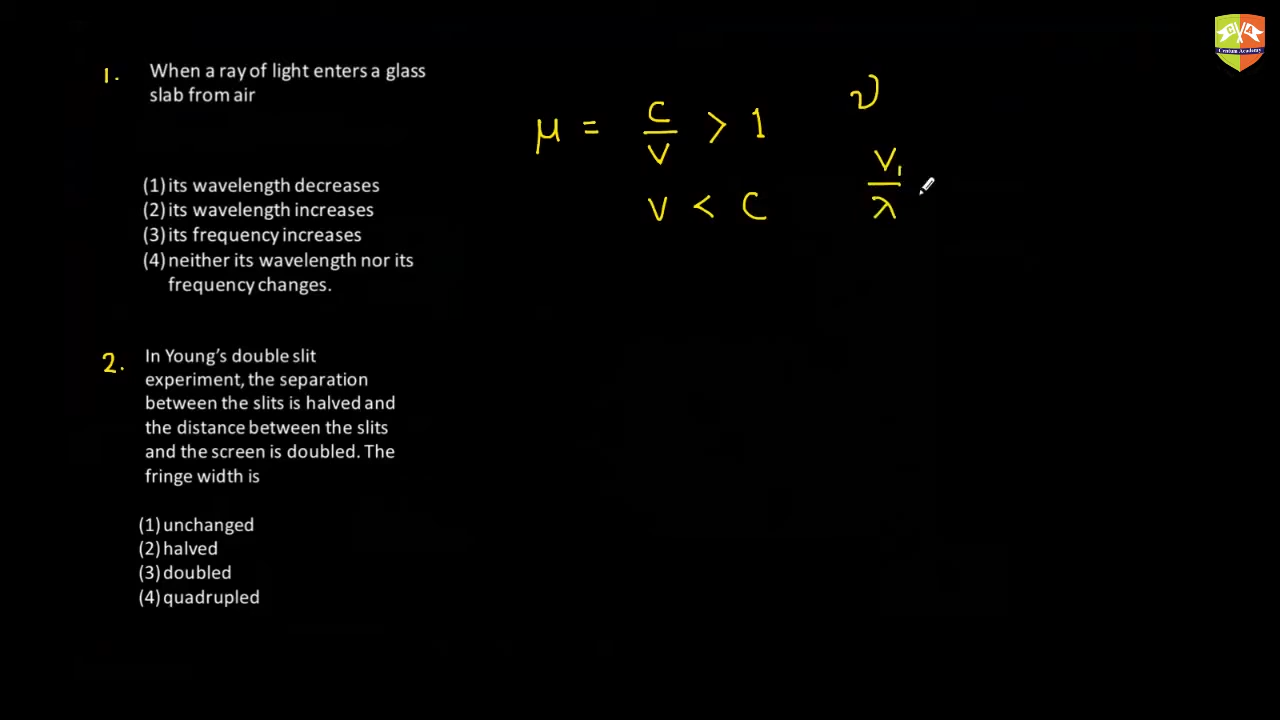 1. When a ray of light enters a glass
slab from air
(1) its wavelength decreases
(2) its wavelength increases
(3) its frequency increases
(4) neither its wavelength nor its
frequency changes.
μ = c/v > 1
v < c
ν
v₁/λ
2. In Young’s double slit
experiment, the separation
between the slits is halved and
the distance between the slits
and the screen is doubled. The
fringe width is
(1) unchanged
(2) halved
(3) doubled
(4) quadrupled
Centum Academy